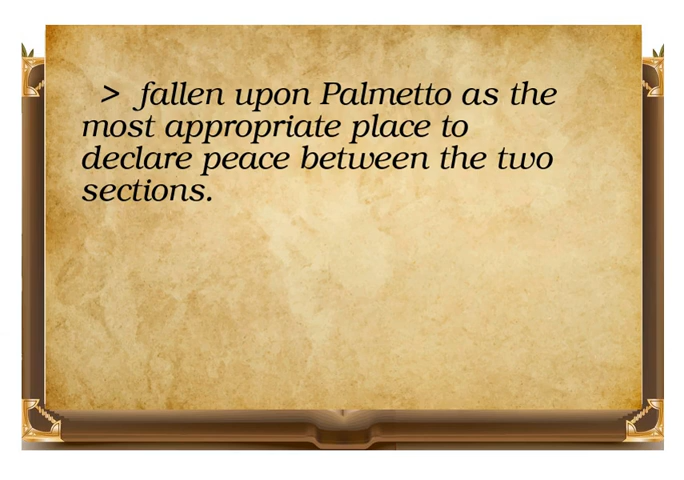 > fallen upon Palmetto as the
most appropriate place to
declare peace between the two
sections.